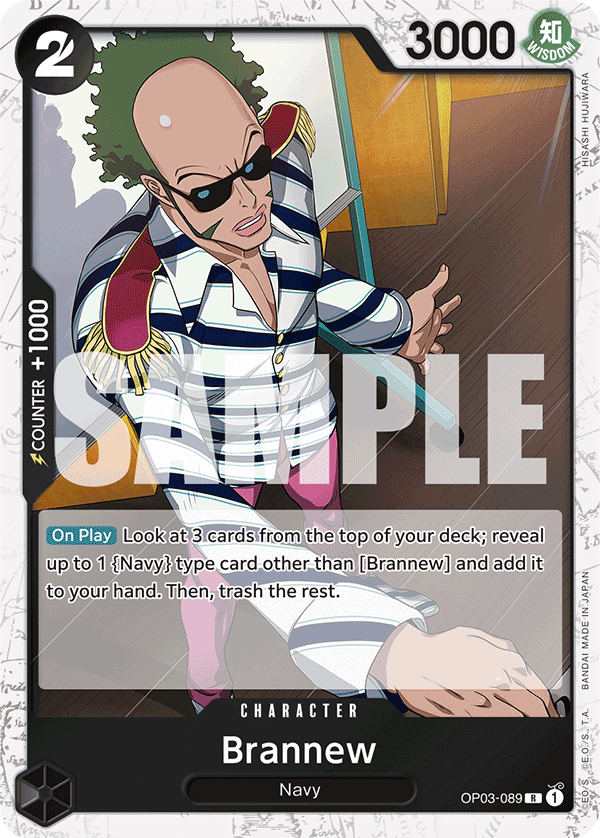 2
3000
知
WISDOM
HISASHI HUJIWARA
COUNTER +1000
SAMPLE
On Play Look at 3 cards from the top of your deck; reveal
up to 1 {Navy} type card other than [Brannew] and add it
to your hand. Then, trash the rest.
BANDAI MADE IN JAPAN
©E.O./S. ©E.O./S., T.A.
CHARACTER
Brannew
Navy
OP03-089 R 1